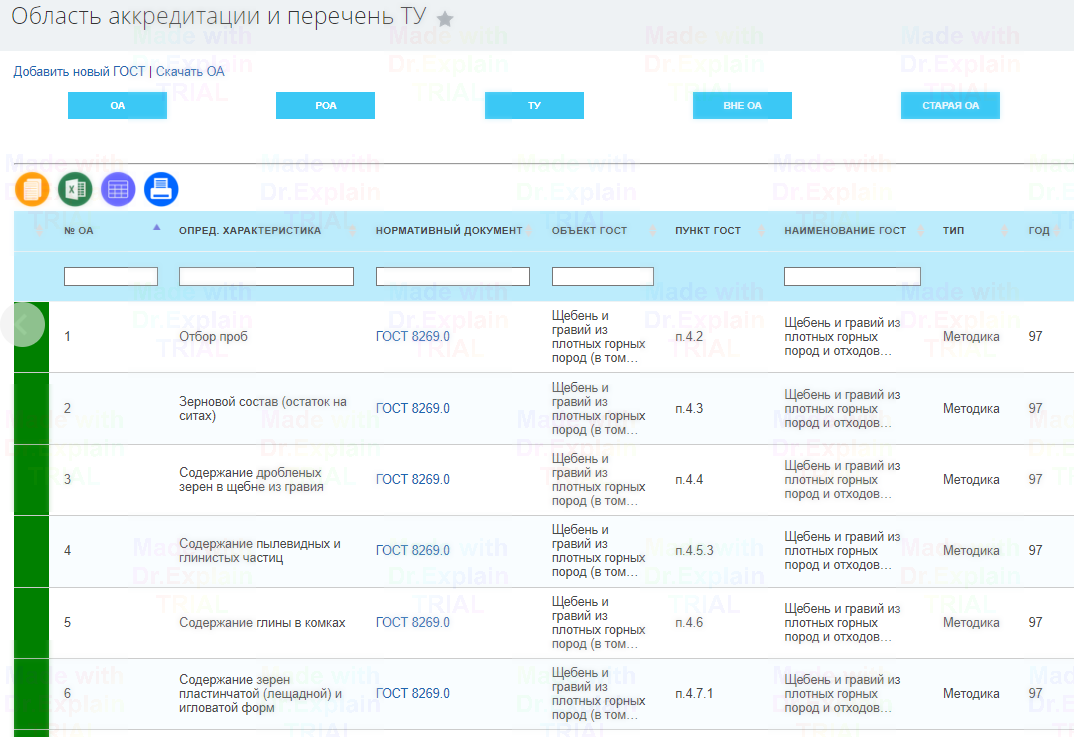 Область аккредитации и перечень ТУ
Добавить новый ГОСТ | Скачать ОА
ОА РОА ТУ ВНЕ ОА СТАРАЯ ОА
№ ОА ОПРЕД. ХАРАКТЕРИСТИКА НОРМАТИВНЫЙ ДОКУМЕНТ ОБЪЕКТ ГОСТ ПУНКТ ГОСТ НАИМЕНОВАНИЕ ГОСТ ТИП ГОД
1
Отбор проб
ГОСТ 8269.0
Щебень и
гравий из
плотных горных
пород (в том...
п.4.2
Щебень и гравий из
плотных горных
пород и отходов...
Методика
97
2
Зерновой состав (остаток на
ситах)
ГОСТ 8269.0
Щебень и
гравий из
плотных горных
пород (в том...
п.4.3
Щебень и гравий из
плотных горных
пород и отходов...
Методика
97
3
Содержание дробленых
зерен в щебне из гравия
ГОСТ 8269.0
Щебень и
гравий из
плотных горных
пород (в том...
п.4.4
Щебень и гравий из
плотных горных
пород и отходов...
Методика
97
4
Содержание пылевидных и
глинистых частиц
ГОСТ 8269.0
Щебень и
гравий из
плотных горных
пород (в том...
п.4.5.3
Щебень и гравий из
плотных горных
пород и отходов...
Методика
97
5
Содержание глины в комках
ГОСТ 8269.0
Щебень и
гравий из
плотных горных
пород (в том...
п.4.6
Щебень и гравий из
плотных горных
пород и отходов...
Методика
97
6
Содержание зерен
пластинчатой (лещадной) и
игловатой форм
ГОСТ 8269.0
Щебень и
гравий из
плотных горных
пород (в том...
п.4.7.1
Щебень и гравий из
плотных горных
пород и отходов...
Методика
97
Made with
Dr.Explain
TRIAL